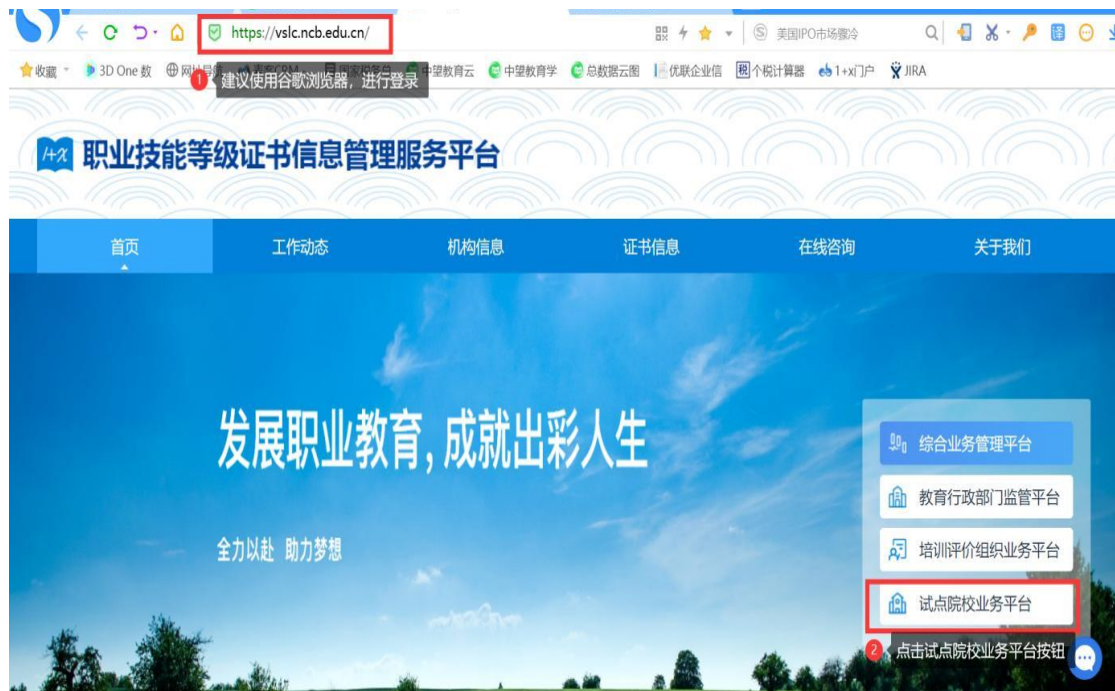 https://vslc.ncb.edu.cn/
美国IPO市场骤冷
收藏 3D One 数 中望教育云 中望教育学 总数据云图 优联企业信 个税计算器 1+x门户 JIRA
1 建议使用谷歌浏览器，进行登录
1+x 职业技能等级证书信息管理服务平台
首页 工作动态 机构信息 证书信息 在线咨询 关于我们
发展职业教育,成就出彩人生
全力以赴 助力梦想
综合业务管理平台
教育行政部门监管平台
培训评价组织业务平台
试点院校业务平台
2 点击试点院校业务平台按钮